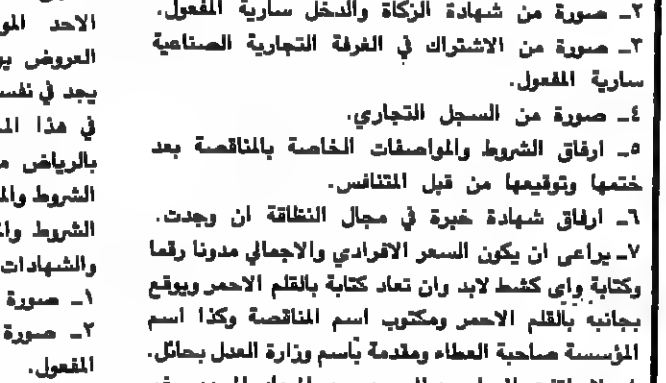 ٢ـ صورة من شهادة الزكاة والدخل سارية المفعول.
٣ـ صورة من الاشتراك في الغرفة التجارية الصناعية
سارية المفعول.
٤ـ صورة من السجل التجاري.
٥ـ ارفاق الشروط والمواصفات الخاصة بالمناقصة بعد
ختمها وتوقيعها من قبل المتنافس.
٦ـ ارفاق شهادة خبرة في مجال النظافة ان وجدت.
٧ـ يراعى ان يكون السعر الافرادي والاجمالي مدونا رقما
وكتابة واى كشط لابد وان تعاد كتابة بالقلم الاحمر ويوقع
بجانبه بالقلم الاحمر ومكتوب اسم المناقصة وكذا اسم
المؤسسة صاحبة العطاء ومقدمة باسم وزارة العدل بحائل.
الاحد
العروض
يجد في
في هذا
بالرياض
الشروط
الشروط
والشهادات
١ـ صورة
٢ـ صورة
المفعول.